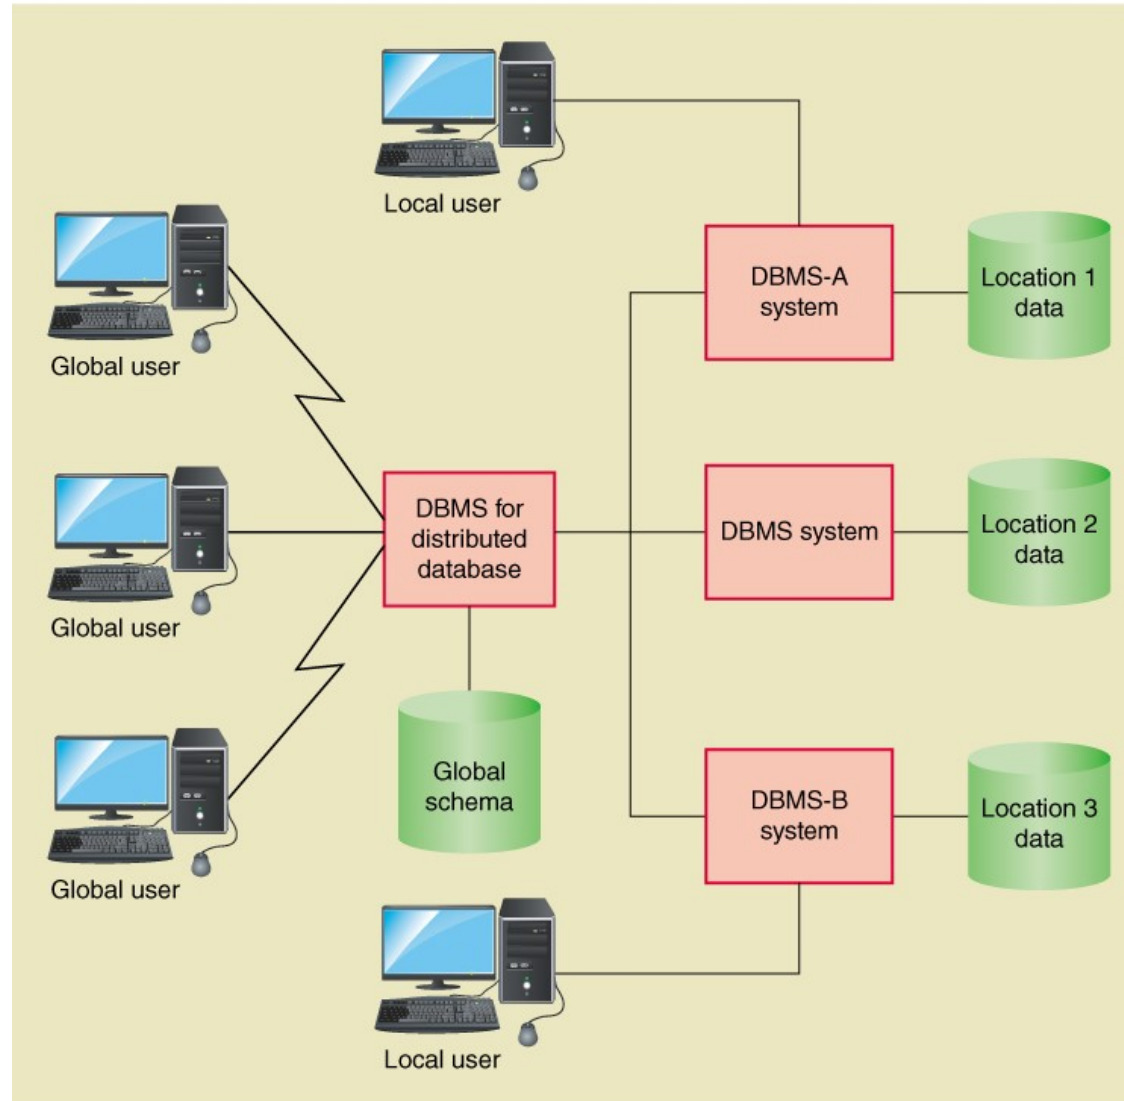 Local user
Global user
DBMS-A
system
Location 1
data
Global user
DBMS for
distributed
database
DBMS system
Location 2
data
Global user
Global
schema
DBMS-B
system
Location 3
data
Local user